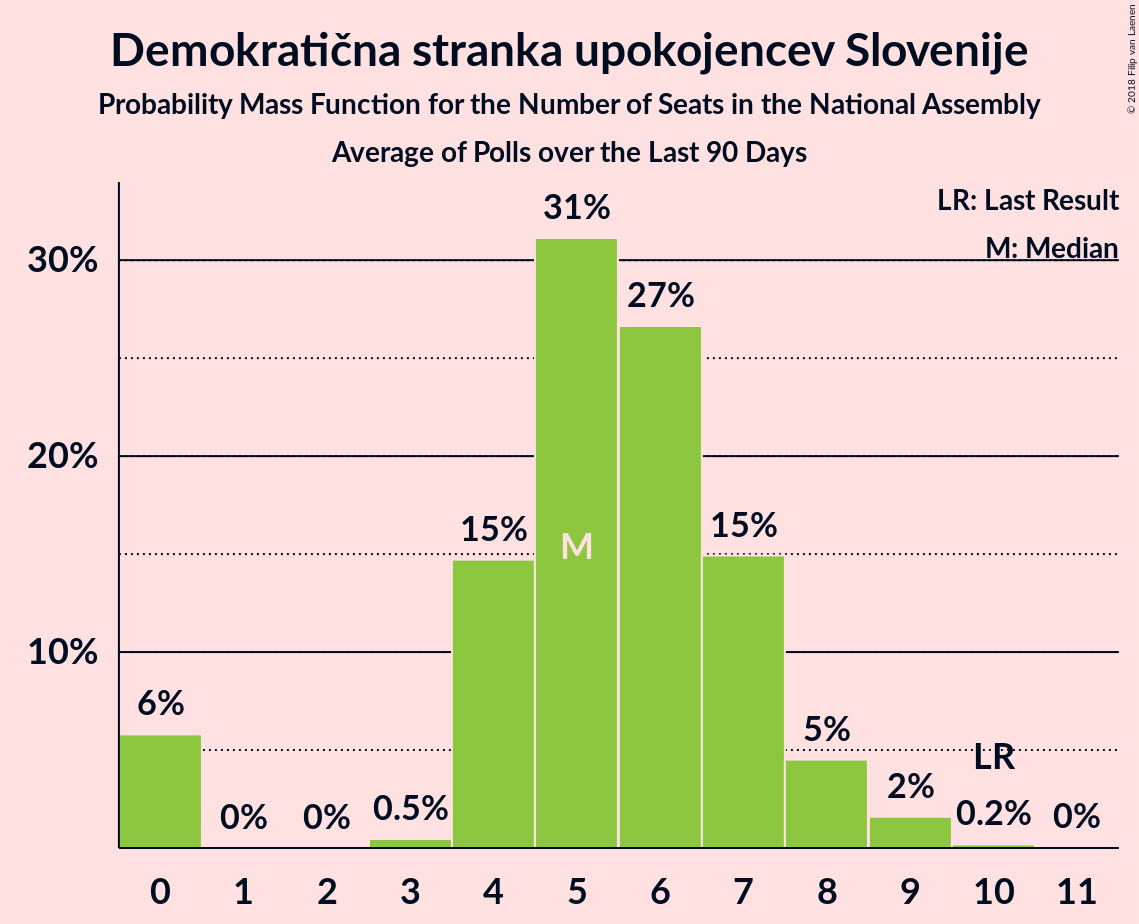 Demokratična stranka upokojencev Slovenije
Probability Mass Function for the Number of Seats in the National Assembly
Average of Polls over the Last 90 Days
© 2018 Filip van Laenen
LR: Last Result
M: Median
30%
20%
10%
6%
0%
0%
0.5%
15%
31%
M
27%
15%
5%
2%
LR
0.2%
0%
0 1 2 3 4 5 6 7 8 9 10 11